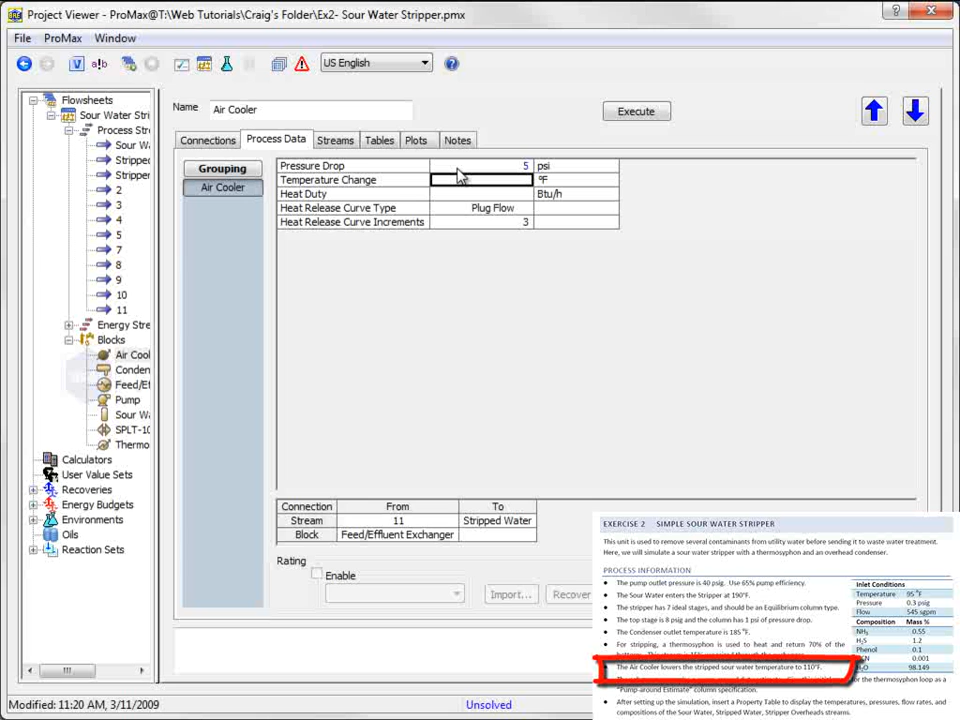 Project Viewer - ProMax@T:\Web Tutorials\Craig's Folder\Ex2- Sour Water Stripper.pmx
File ProMax Window
US English
Flowsheets
Sour Water Stri
Process Stre
Sour Wa
Stripped
Stripper
2
3
4
5
7
8
9
10
11
Energy Stre
Blocks
Air Cool
Conden
Feed/Ef
Pump
Sour Wa
SPLT-10
Thermo
Calculators
User Value Sets
Recoveries
Energy Budgets
Environments
Oils
Reaction Sets
Name Air Cooler Execute
Connections Process Data Streams Tables Plots Notes
Grouping
Air Cooler
Pressure Drop 5 psi
Temperature Change °F
Heat Duty Btu/h
Heat Release Curve Type Plug Flow
Heat Release Curve Increments 3
Connection From To
Stream 11 Stripped Water
Block Feed/Effluent Exchanger
Rating
Enable
Import... Recover
EXERCISE 2 SIMPLE SOUR WATER STRIPPER
This unit is used to remove several contaminants from utility water before sending it to waste water treatment.
Here, we will simulate a sour water stripper with a thermosyphon and an overhead condenser.
PROCESS INFORMATION
• The pump outlet pressure is 40 psig. Use 65% pump efficiency.
• The Sour Water enters the Stripper at 190°F.
• The stripper has 7 ideal stages, and should be an Equilibrium column type.
• The top stage is 8 psig and the column has 1 psi of pressure drop.
• The Condenser outlet temperature is 185 °F.
• For stripping, a thermosyphon is used to heat and return 70% of the
• The Air Cooler lowers the stripped sour water temperature to 110°F.
the thermosyphon loop as a
"Pump-around Estimate" column specification.
• After setting up the simulation, insert a Property Table to display the temperatures, pressures, flow rates, and
compositions of the Sour Water, Stripped Water, Stripper Overheads streams.
Inlet Conditions
Temperature 95 °F
Pressure 0.3 psig
Flow 545 sgpm
Composition Mass %
NH3 0.55
H2S 1.2
Phenol 0.1
0.001
98.149
Modified: 11:20 AM, 3/11/2009 Unsolved